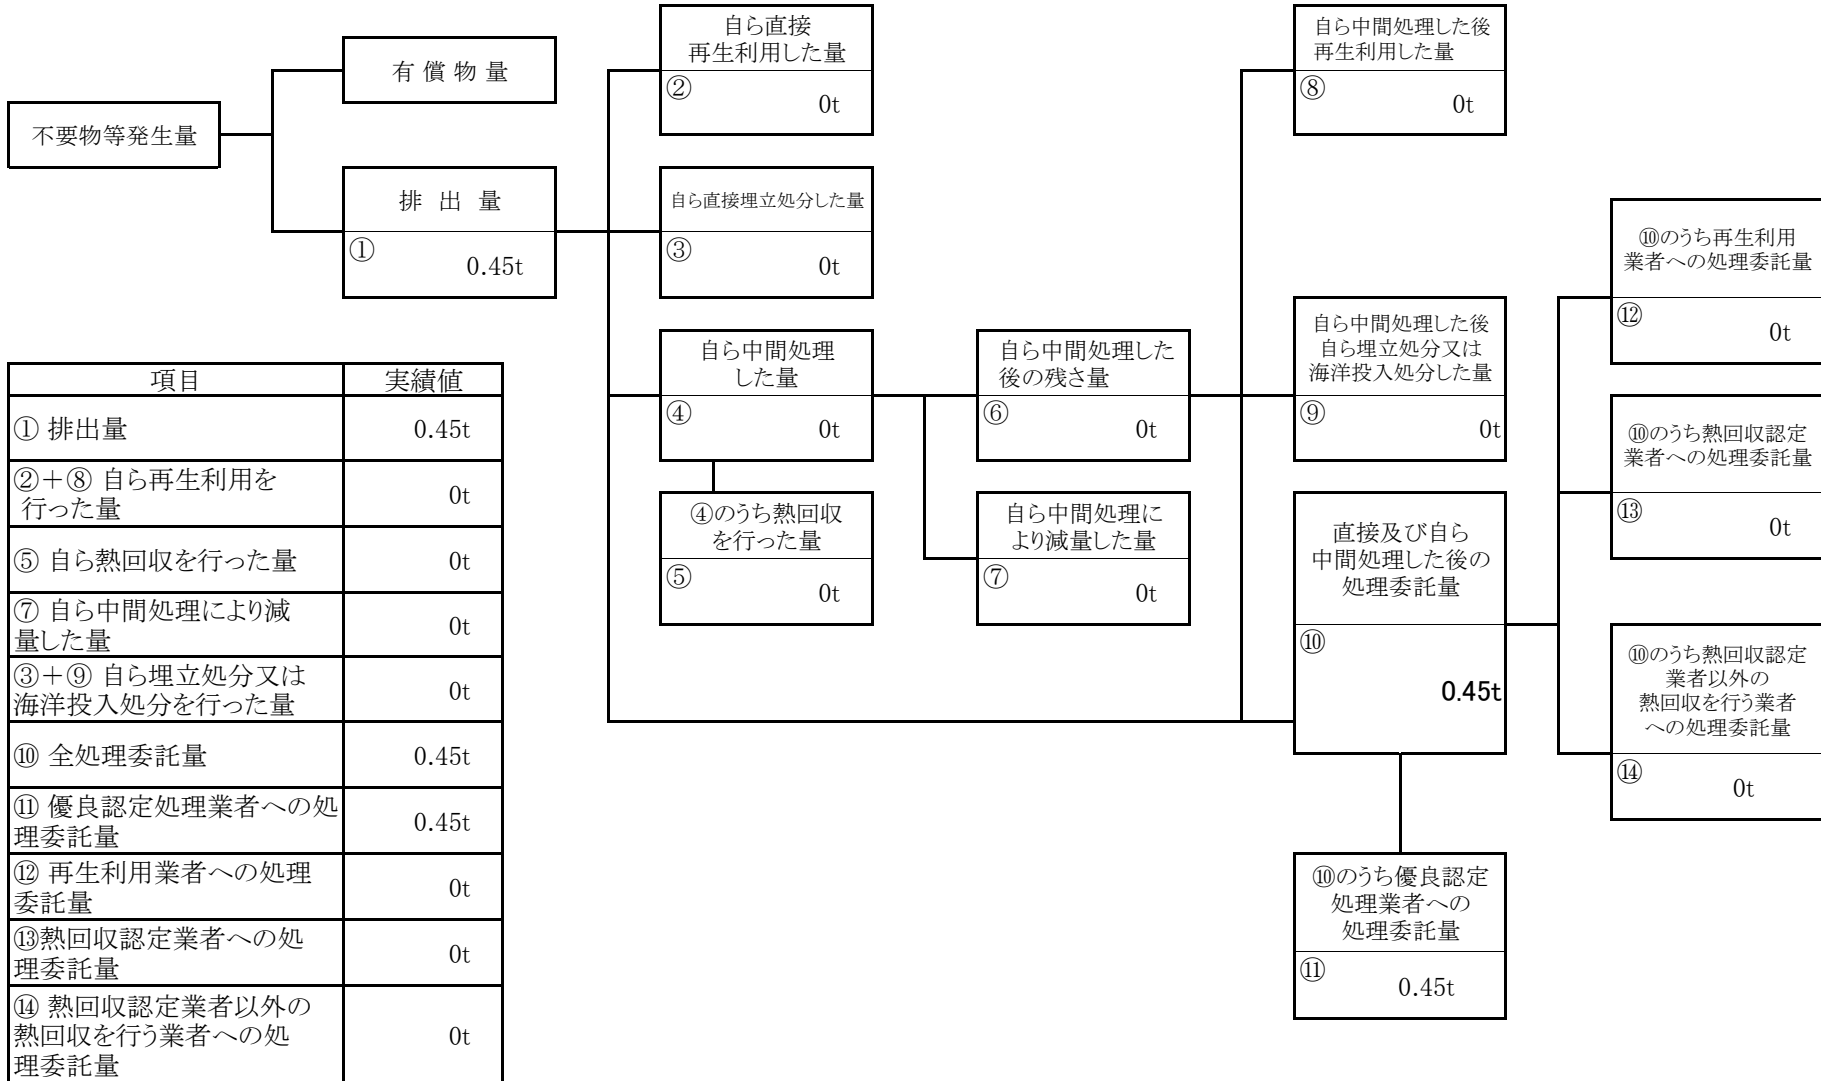 不要物等発生量
有償物量
排出量
①
0.45t
自ら直接
再生利用した量
②
0t
自ら直接埋立処分した量
③
0t
自ら中間処理
した量
④
0t
④のうち熱回収
を行った量
⑤
0t
自ら中間処理した
後の残さ量
⑥
0t
自ら中間処理に
より減量した量
⑦
0t
自ら中間処理した後
再生利用した量
⑧
0t
自ら中間処理した後
自ら埋立処分又は
海洋投入処分した量
⑨
0t
直接及び自ら
中間処理した後の
処理委託量
⑩
0.45t
⑩のうち優良認定
処理業者への
処理委託量
⑪
0.45t
⑩のうち再生利用
業者への処理委託量
⑫
0t
⑩のうち熱回収認定
業者への処理委託量
⑬
0t
⑩のうち熱回収認定
業者以外の
熱回収を行う業者
への処理委託量
⑭
0t
項目 実績値
① 排出量 0.45t
②+⑧ 自ら再生利用を
行った量 0t
⑤ 自ら熱回収を行った量 0t
⑦ 自ら中間処理により減
量した量 0t
③+⑨ 自ら埋立処分又は
海洋投入処分を行った量 0t
⑩ 全処理委託量 0.45t
⑪ 優良認定処理業者への処
理委託量 0.45t
⑫ 再生利用業者への処理
委託量 0t
⑬熱回収認定業者への処
理委託量 0t
⑭ 熱回収認定業者以外の
熱回収を行う業者への処
理委託量 0t